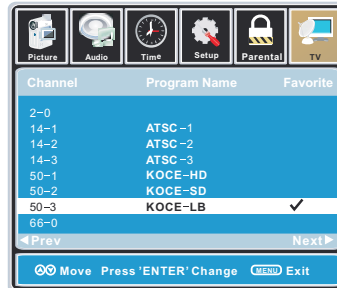 Picture Audio Time Setup Parental TV
Channel Program Name Favorite
2-0
14-1 ATSC-1
14-2 ATSC-2
14-3 ATSC-3
50-1 KOCE-HD
50-2 KOCE-SD
50-3 KOCE-LB
66-0
Prev Next
Move Press 'ENTER' Change MENU Exit